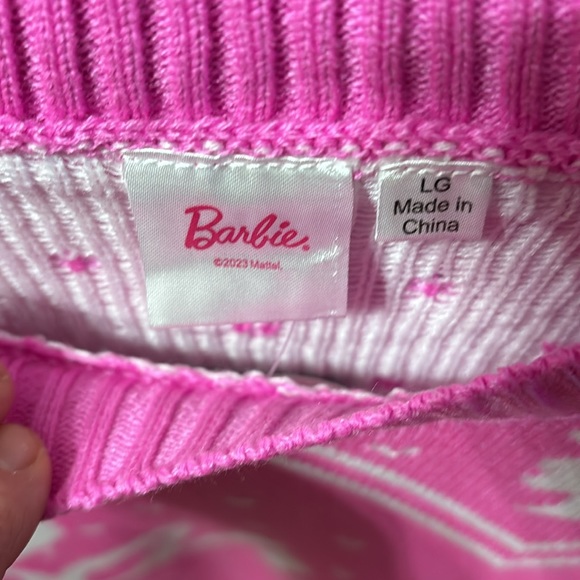 Barbie.
©2023 Mattel.
LG
Made in
China